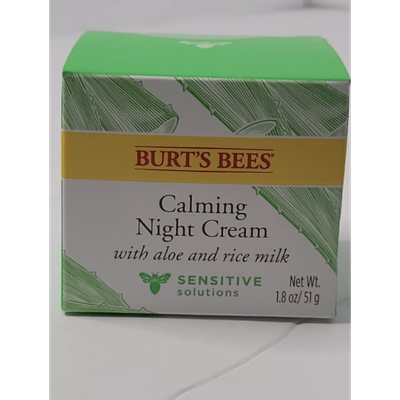 BURT'S BEES®
Calming
Night Cream
with aloe and rice milk
SENSITIVE
solutions
Net Wt.
1.8 oz/51 g